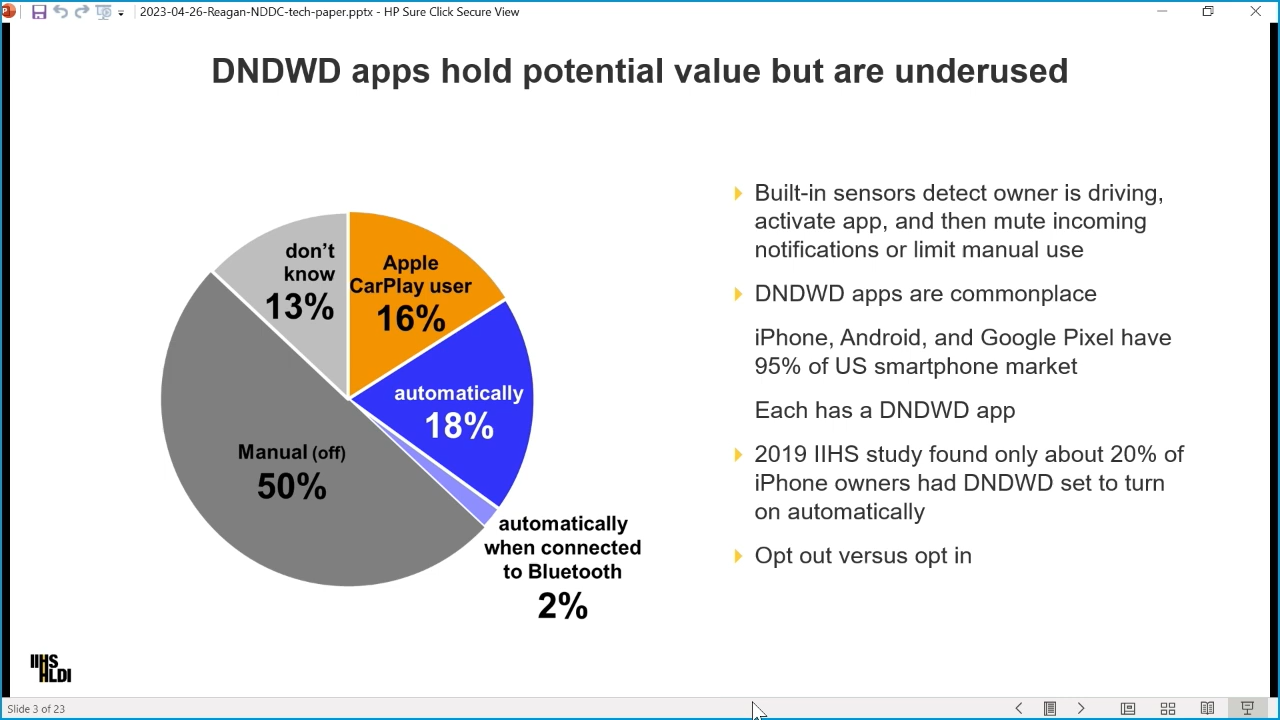 2023-04-26-Reagan-NDDC-tech-paper.pptx - HP Sure Click Secure View
DNDWD apps hold potential value but are underused
don't
know
13%
Apple
CarPlay user
16%
automatically
18%
Manual (off)
50%
automatically
when connected
to Bluetooth
2%
Built-in sensors detect owner is driving,
activate app, and then mute incoming
notifications or limit manual use
DNDWD apps are commonplace
iPhone, Android, and Google Pixel have
95% of US smartphone market
Each has a DNDWD app
2019 IIHS study found only about 20% of
iPhone owners had DNDWD set to turn
on automatically
Opt out versus opt in
IIHS
HLDI
Slide 3 of 23